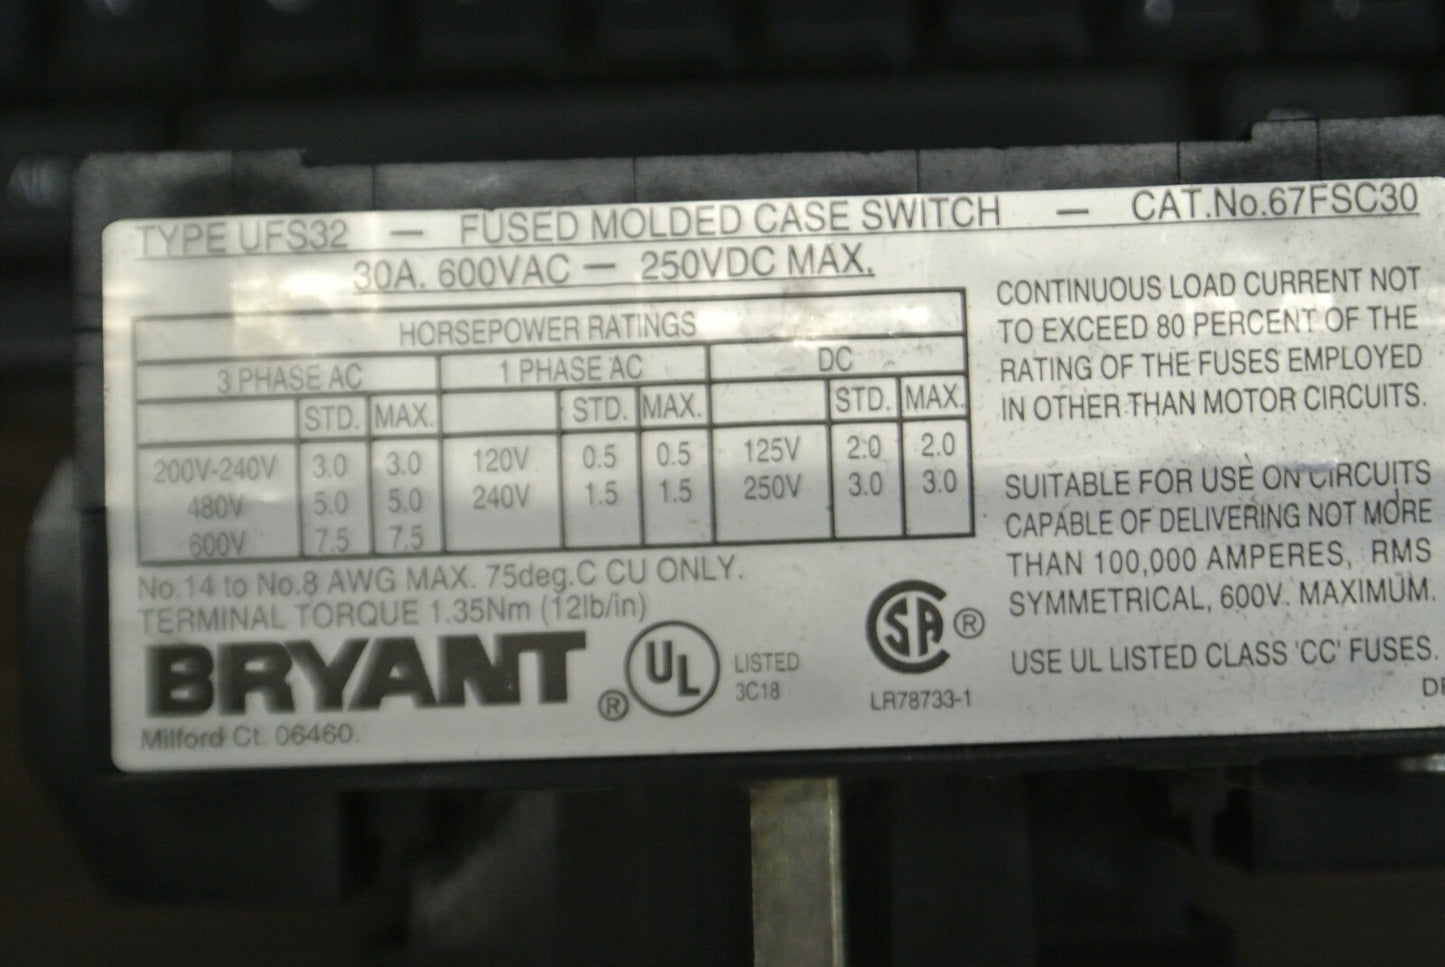 TYPE UFS32 — FUSED MOLDED CASE SWITCH — CAT.No.67FSC30
30A. 600VAC — 250VDC MAX.
HORSEPOWER RATINGS
3 PHASE AC 1 PHASE AC DC
STD. MAX. STD. MAX. STD. MAX.
200V-240V 3.0 3.0 120V 0.5 0.5 125V 2.0 2.0
480V 5.0 5.0 240V 1.5 1.5 250V 3.0 3.0
600V 7.5 7.5
No.14 to No.8 AWG MAX. 75deg.C CU ONLY.
TERMINAL TORQUE 1.35Nm (12lb/in)
BRYANT ®
Milford Ct. 06460.
UL LISTED
3C18
SA ®
LR78733-1
CONTINUOUS LOAD CURRENT NOT
TO EXCEED 80 PERCENT OF THE
RATING OF THE FUSES EMPLOYED
IN OTHER THAN MOTOR CIRCUITS.
SUITABLE FOR USE ON CIRCUITS
CAPABLE OF DELIVERING NOT MORE
THAN 100,000 AMPERES, RMS
SYMMETRICAL, 600V. MAXIMUM.
USE UL LISTED CLASS 'CC' FUSES.